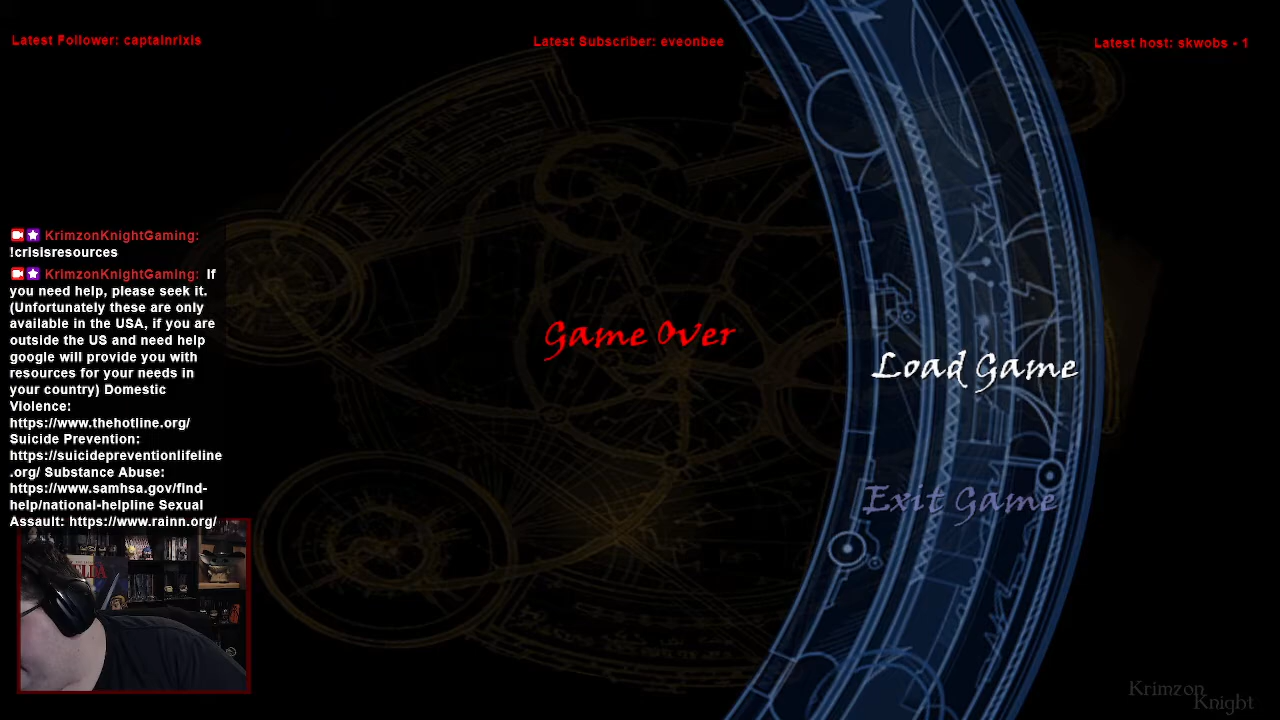 Latest Follower: captainrixis
Latest Subscriber: eveonbee
Latest host: skwobs - 1
KrimzonKnightGaming:
!crisisresources
KrimzonKnightGaming: If
you need help, please seek it.
(Unfortunately these are only
available in the USA, if you are
outside the US and need help
google will provide you with
resources for your needs in
your country) Domestic
Violence:
https://www.thehotline.org/
Suicide Prevention:
https://suicidepreventionlifeline
.org/ Substance Abuse:
https://www.samhsa.gov/find-
help/national-helpline Sexual
Assault: https://www.rainn.org/
Game Over
Load Game
Exit Game
Krimzon
Knight